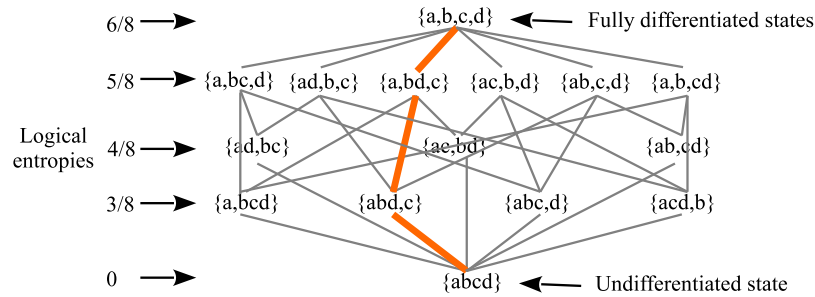 6/8 {a,b,c,d} Fully differentiated states
5/8 {a,bc,d} {ad,b,c} {a,bd,c} {ac,b,d} {ab,c,d} {a,b,cd}
Logical
entropies
4/8 {ad,bc} {ac,bd} {ab,cd}
3/8 {a,bcd} {abd,c} {abc,d} {acd,b}
0 {abcd} Undifferentiated state